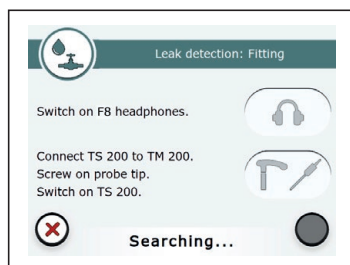 Leak detection: Fitting
Switch on F8 headphones.
Connect TS 200 to TM 200.
Screw on probe tip.
Switch on TS 200.
Searching...